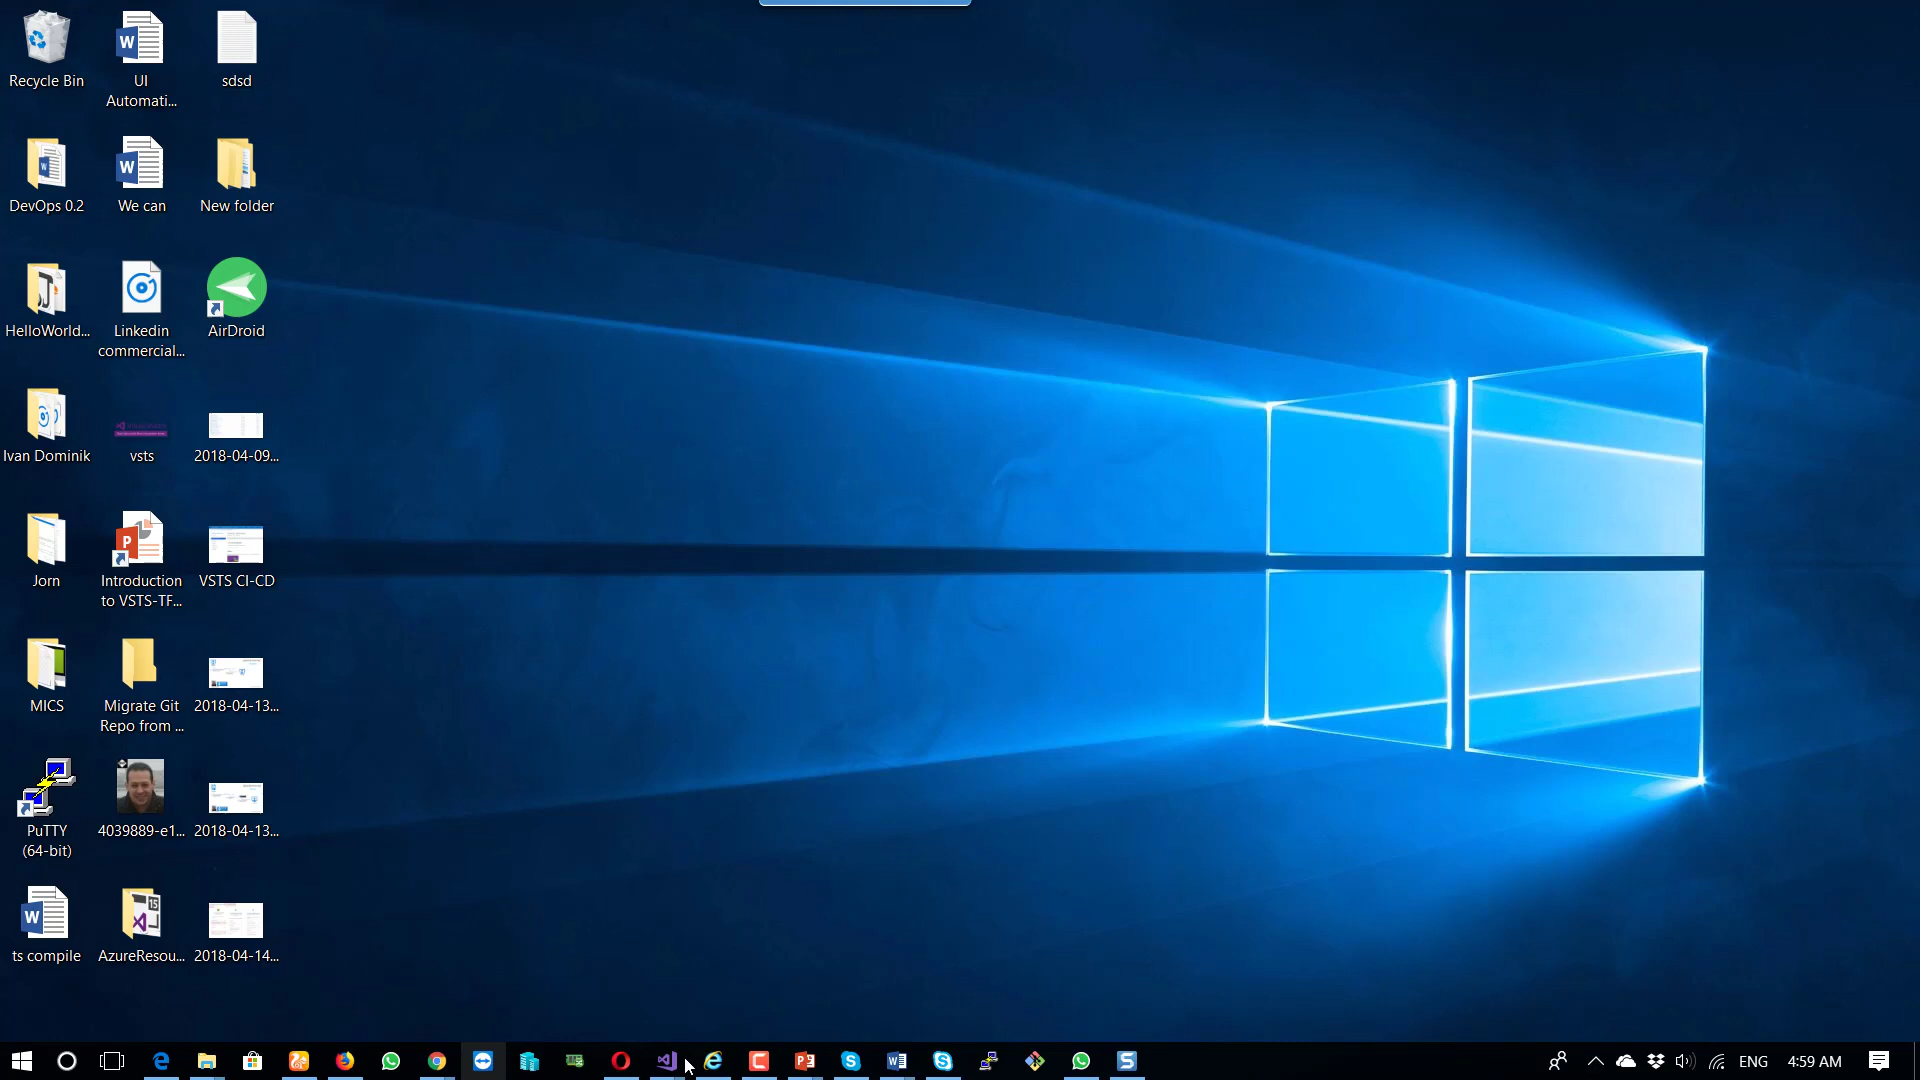 Recycle Bin
UI
Automati...
sdsd
DevOps 0.2
We can
New folder
HelloWorld...
Linkedin
commercial...
AirDroid
Ivan Dominik
vsts
2018-04-09...
Jorn
Introduction
to VSTS-TF...
VSTS CI-CD
MICS
Migrate Git
Repo from ...
2018-04-13...
PuTTY
(64-bit)
4039889-e1...
2018-04-13...
ts compile
AzureResou...
2018-04-14...
ENG
4:59 AM